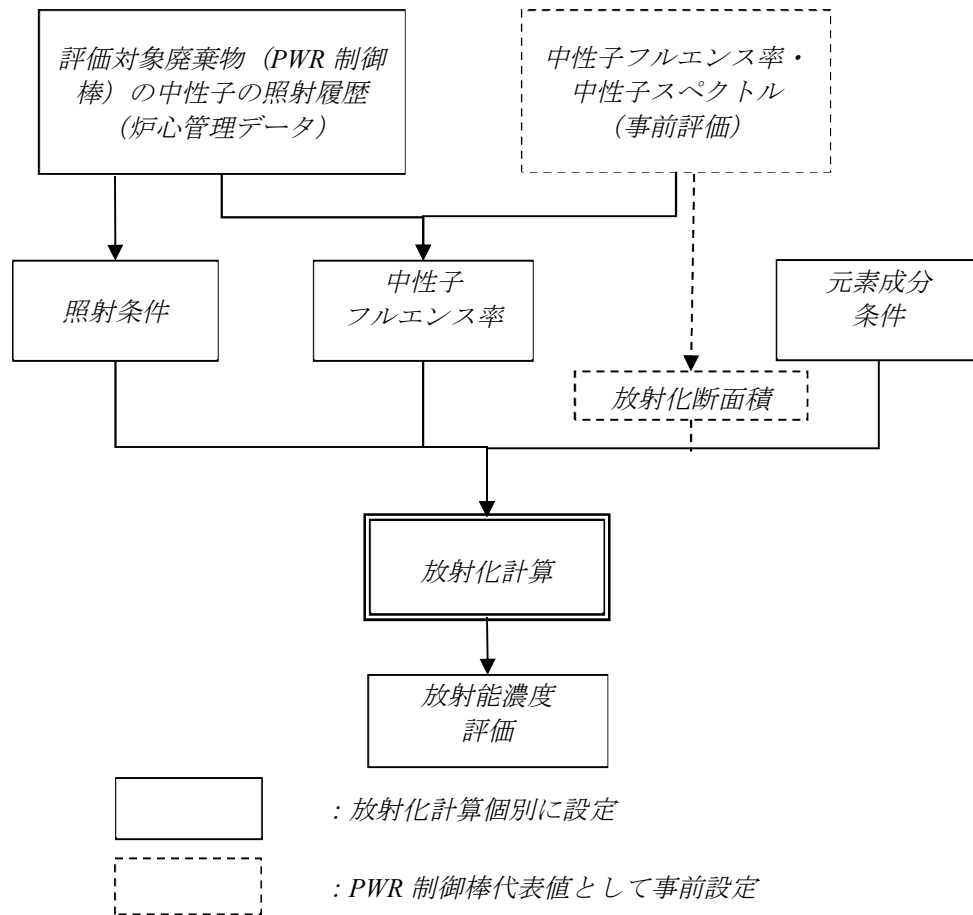 評価対象廃棄物（PWR 制御
棒）の中性子の照射履歴
（炉心管理データ）
中性子フルエンス率・
中性子スペクトル
（事前評価）
照射条件
中性子
フルエンス率
元素成分
条件
放射化断面積
放射化計算
放射能濃度
評価
: 放射化計算個別に設定
: PWR 制御棒代表値として事前設定